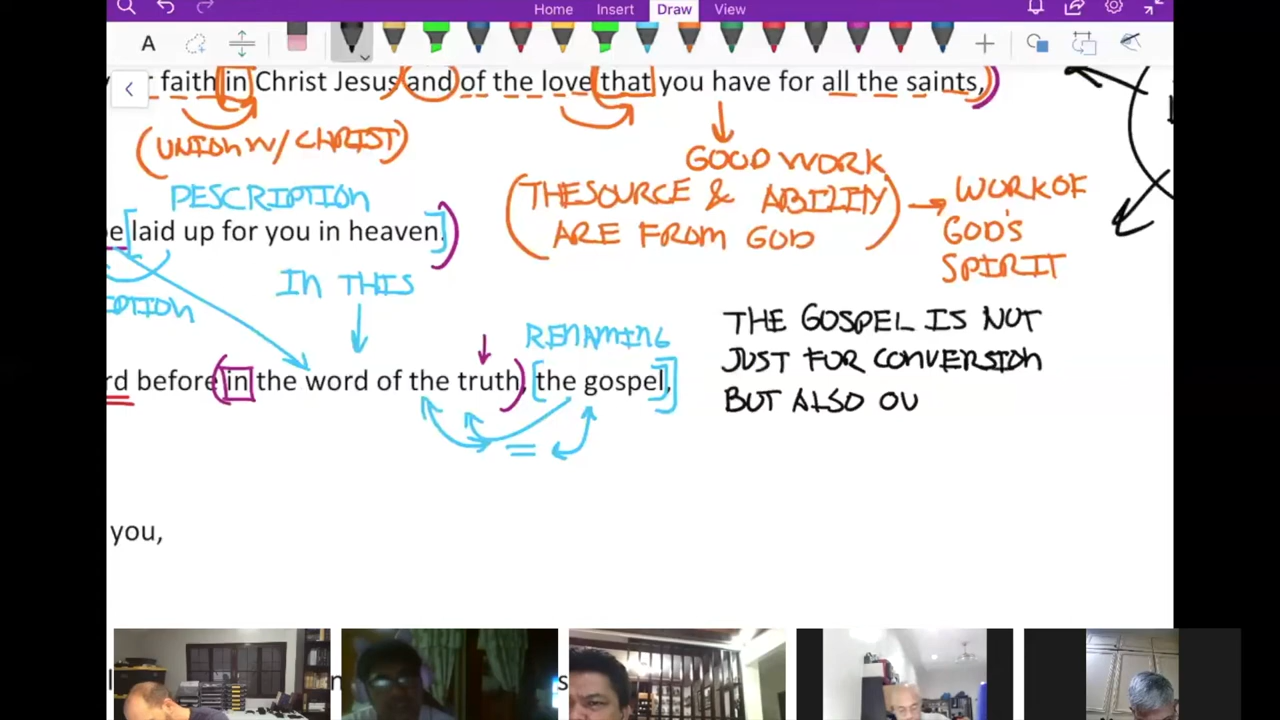 Home Insert Draw View
A
faith in Christ Jesus and of the love that you have for all the saints,
(UNION W/ CHRIST)
GOOD WORK
(THE SOURCE & ABILITY ARE FROM GOD)
WORK OF
GOD'S
SPIRIT
DESCRIPTION
laid up for you in heaven.
IN THIS
RENAMING
before in the word of the truth, the gospel,
THE GOSPEL IS NOT
JUST FOR CONVERSION
BUT ALSO OU
you,